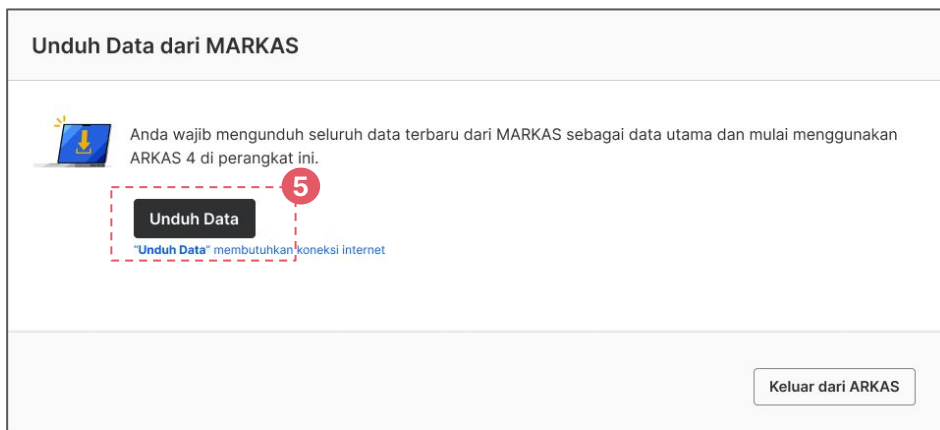 Unduh Data dari MARKAS
Anda wajib mengunduh seluruh data terbaru dari MARKAS sebagai data utama dan mulai menggunakan
ARKAS 4 di perangkat ini.
5
Unduh Data
"Unduh Data" membutuhkan koneksi internet
Keluar dari ARKAS